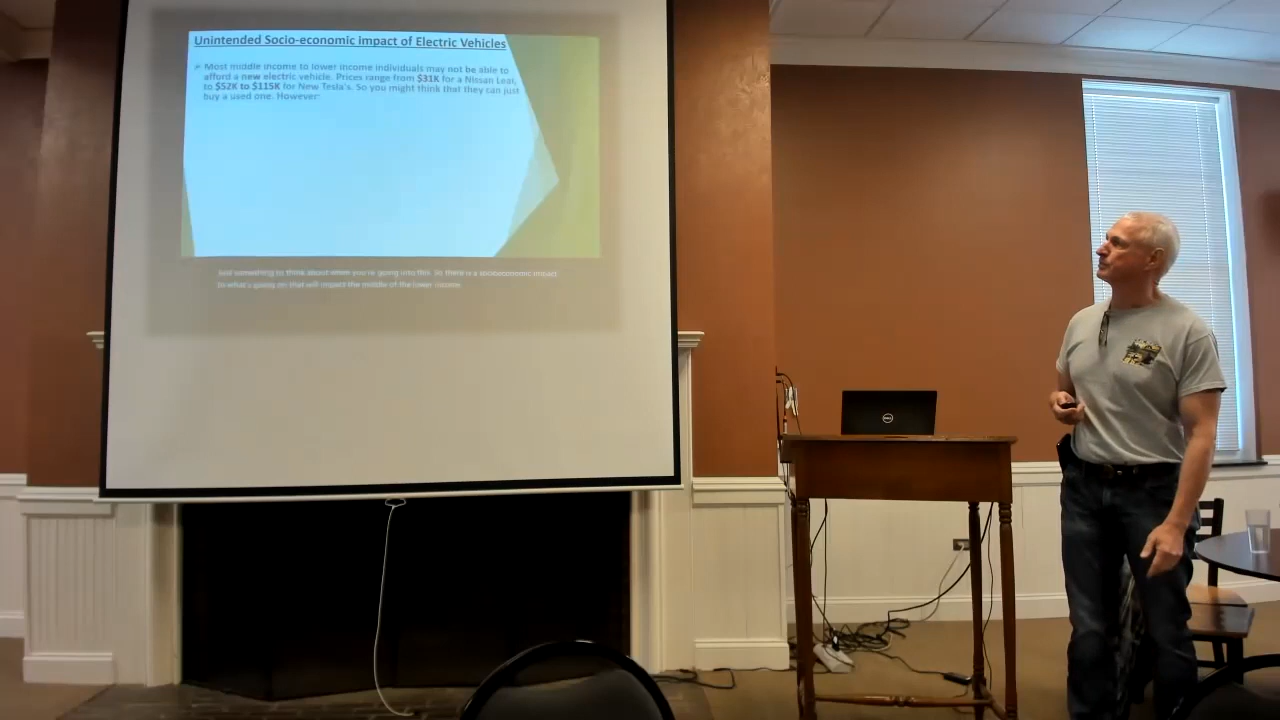 Unintended Socio-economic impact of Electric Vehicles
Most middle income to lower income individuals may not be able to
afford a new electric vehicle. Prices range from $31K for a Nissan Leaf,
to $52K to $115K for New Tesla's. So you might think that they can just
buy a used one. However:
Just something to think about when you're going into this. So there is a socioeconomic impact
to what's going on that will impact the middle of the lower income
DELL